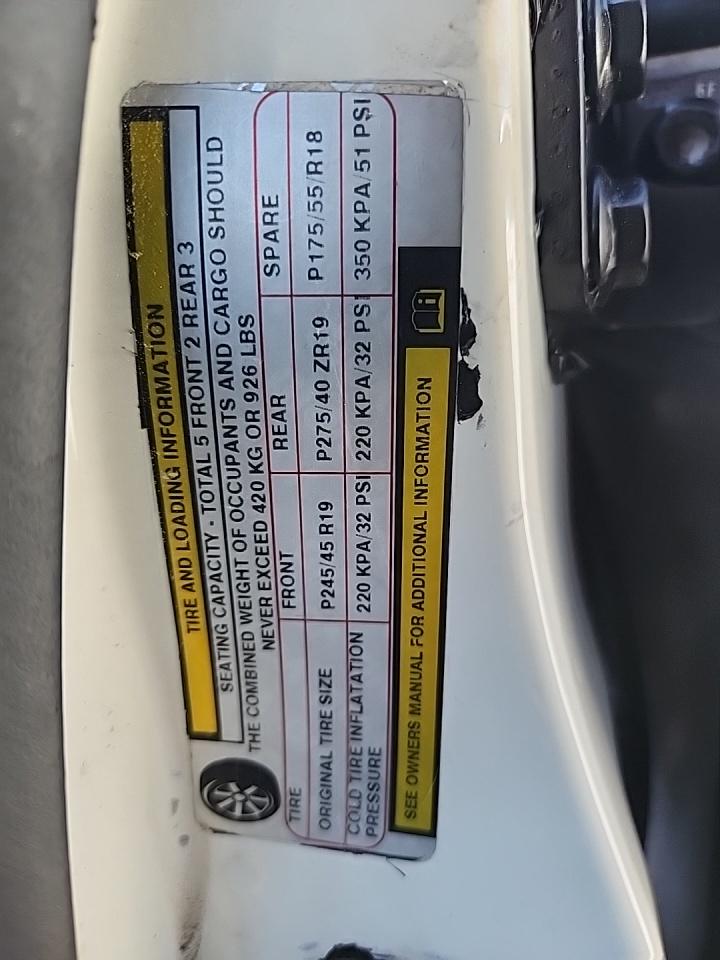 TIRE AND LOADING INFORMATION
SEATING CAPACITY - TOTAL 5 FRONT 2 REAR 3
THE COMBINED WEIGHT OF OCCUPANTS AND CARGO SHOULD
NEVER EXCEED 420 KG OR 926 LBS
TIRE FRONT REAR SPARE
ORIGINAL TIRE SIZE P245/45 R19 P275/40 ZR19 P175/55/R18
COLD TIRE INFLATATION PRESSURE 220 KPA/32 PSI 220 KPA/32 PSI 350 KPA/51 PSI
SEE OWNERS MANUAL FOR ADDITIONAL INFORMATION